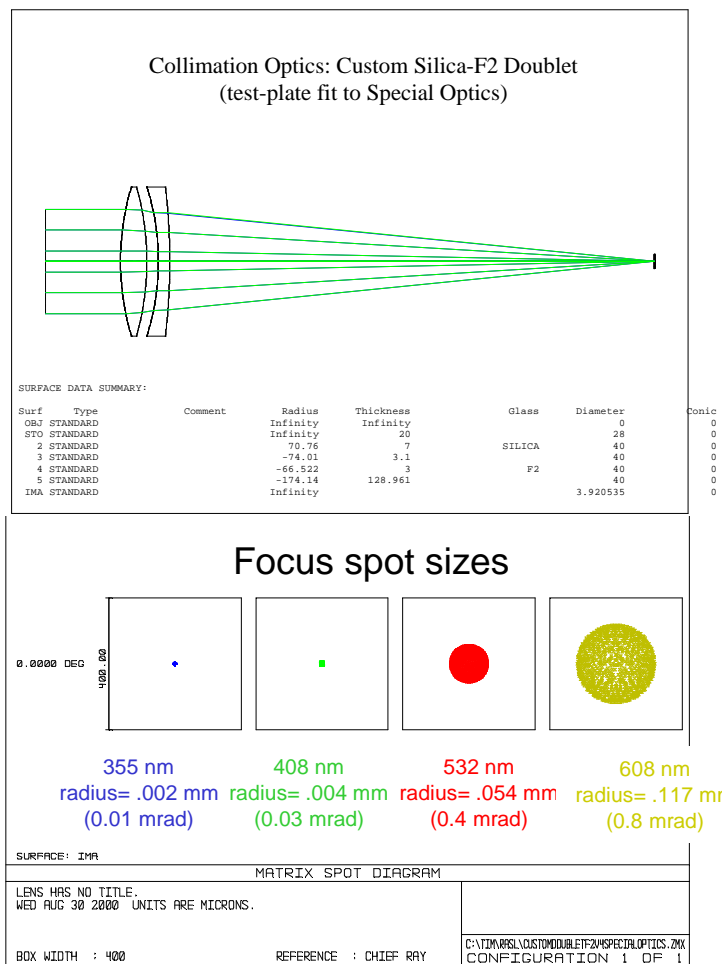 Collimation Optics: Custom Silica-F2 Doublet
(test-plate fit to Special Optics)
SURFACE DATA SUMMARY:
Surf Type Comment Radius Thickness Glass Diameter Conic
OBJ STANDARD Infinity Infinity 0 0
STO STANDARD Infinity 20 28 0
2 STANDARD 70.76 7 SILICA 40 0
3 STANDARD -74.01 3.1 40 0
4 STANDARD -66.522 3 F2 40 0
5 STANDARD -174.14 128.961 40 0
IMA STANDARD Infinity 3.920535 0
Focus spot sizes
0.0000 DEG
400.00
355 nm 408 nm 532 nm 608 nm
radius= .002 mm radius= .004 mm radius= .054 mm radius= .117 mm
(0.01 mrad) (0.03 mrad) (0.4 mrad) (0.8 mrad)
SURFACE: IMA
MATRIX SPOT DIAGRAM
LENS HAS NO TITLE.
WED AUG 30 2000 UNITS ARE MICRONS.
BOX WIDTH : 400 REFERENCE : CHIEF RAY
C:\TIM\RASL\CUSTOMDOUBLETF2V4SPECIALOPTICS.ZMX
CONFIGURATION 1 OF 1